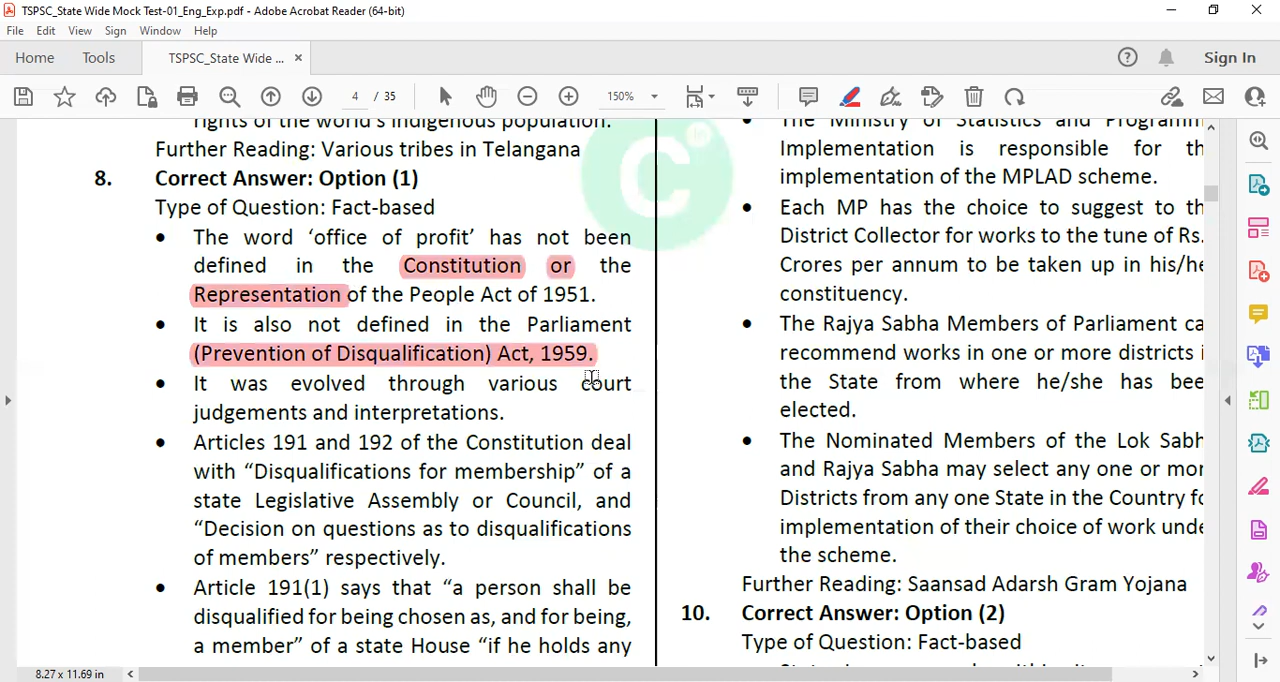 TSPSC_State Wide Mock Test-01_Eng_Exp.pdf - Adobe Acrobat Reader (64-bit)
File Edit View Sign Window Help
Home Tools TSPSC_State Wide ... × Sign In
4 / 35 150%
rights of the world's indigenous population.
Further Reading: Various tribes in Telangana
8. Correct Answer: Option (1)
Type of Question: Fact-based
• The word ‘office of profit’ has not been
defined in the Constitution or the
Representation of the People Act of 1951.
• It is also not defined in the Parliament
(Prevention of Disqualification) Act, 1959.
• It was evolved through various court
judgements and interpretations.
• Articles 191 and 192 of the Constitution deal
with “Disqualifications for membership” of a
state Legislative Assembly or Council, and
“Decision on questions as to disqualifications
of members” respectively.
• Article 191(1) says that “a person shall be
disqualified for being chosen as, and for being,
a member” of a state House “if he holds any
• The Ministry of Statistics and Programm
Implementation is responsible for th
implementation of the MPLAD scheme.
• Each MP has the choice to suggest to th
District Collector for works to the tune of Rs.
Crores per annum to be taken up in his/he
constituency.
• The Rajya Sabha Members of Parliament ca
recommend works in one or more districts i
the State from where he/she has bee
elected.
• The Nominated Members of the Lok Sabh
and Rajya Sabha may select any one or mor
Districts from any one State in the Country fo
implementation of their choice of work unde
the scheme.
Further Reading: Saansad Adarsh Gram Yojana
10. Correct Answer: Option (2)
Type of Question: Fact-based
8.27 x 11.69 in